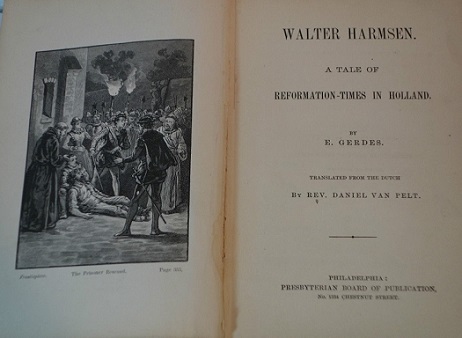 Frontispiece. The Prisoner Rescued. Page
WALTER HARMSEN.
A TALE OF
REFORMATION-TIMES IN HOLLAND.
BY
E. GERDES.
TRANSLATED FROM THE DUTCH
BY REV. DANIEL VAN PELT.
PHILADELPHIA:
PRESBYTERIAN BOARD OF PUBLICATION,
No. 1334 CHESTNUT STREET.